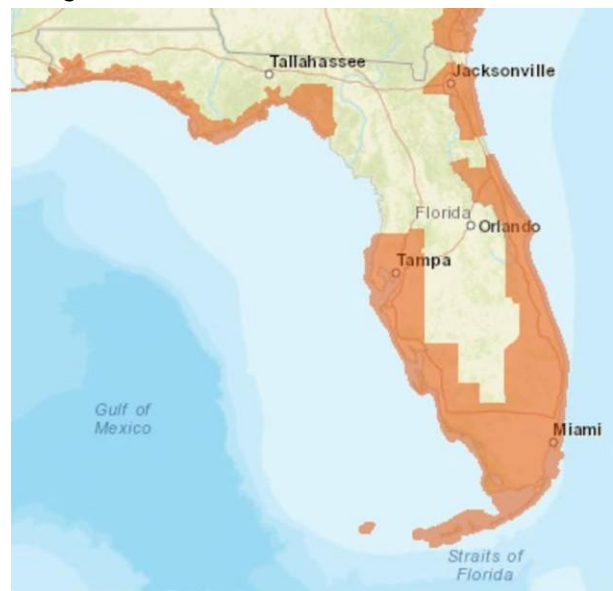 Tallahassee
Jacksonville
Florida
Orlando
Tampa
Gulf of
Mexico
Miami
Straits of
Florida